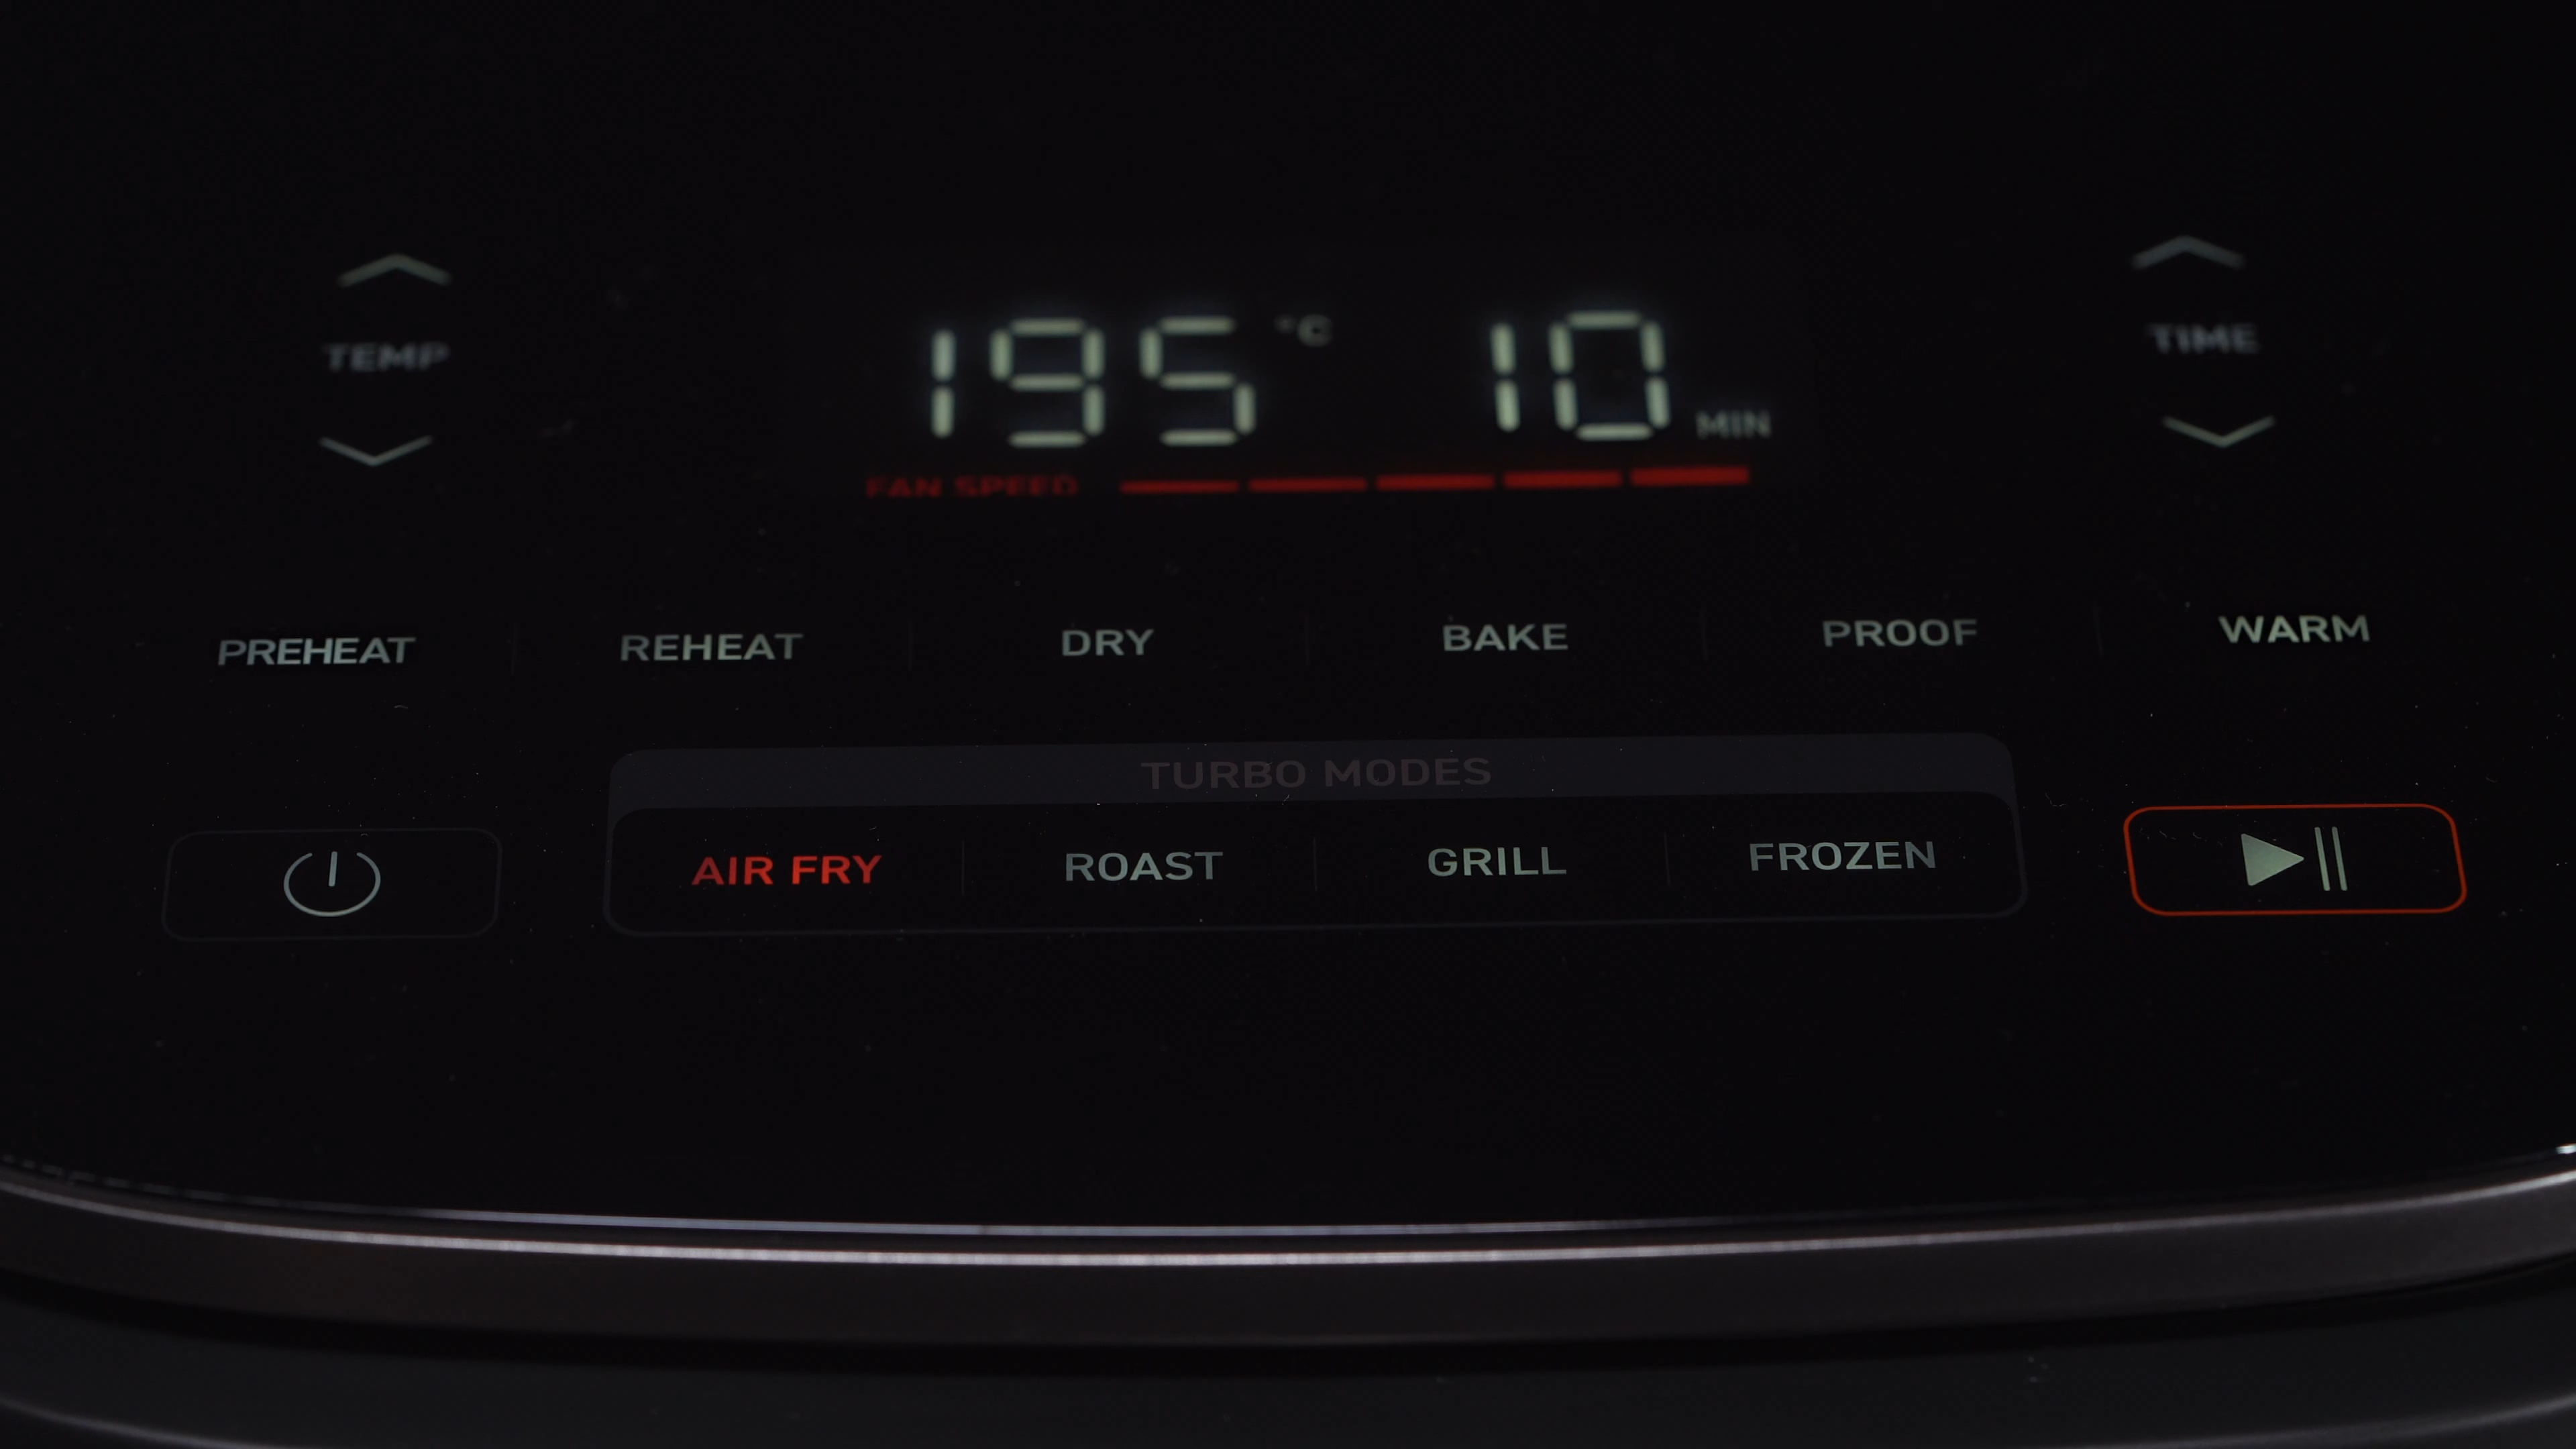 TEMP
195 °C 10 MIN
TIME
FAN SPEED
PREHEAT REHEAT DRY BAKE PROOF WARM
TURBO MODES
AIR FRY ROAST GRILL FROZEN